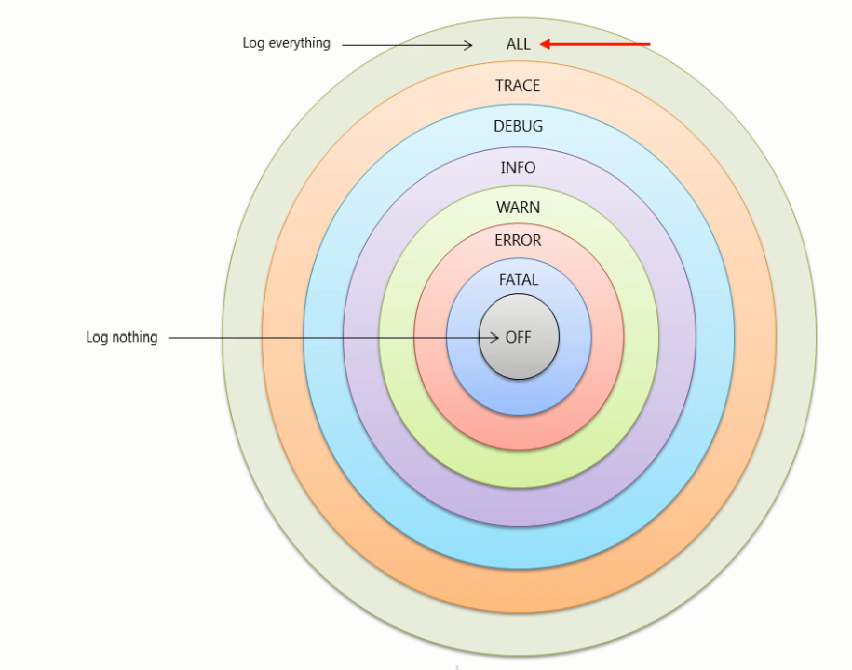 Log everything
ALL
TRACE
DEBUG
INFO
WARN
ERROR
FATAL
Log nothing
OFF